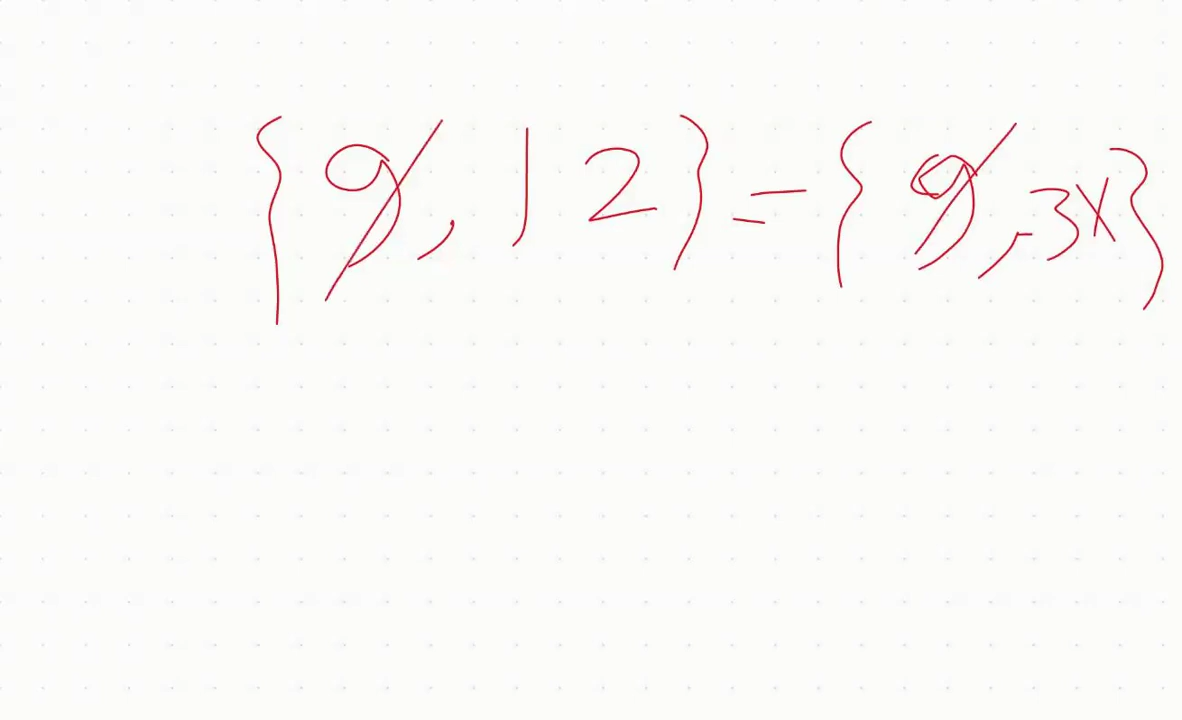 {9, 12} = {9, 3x}